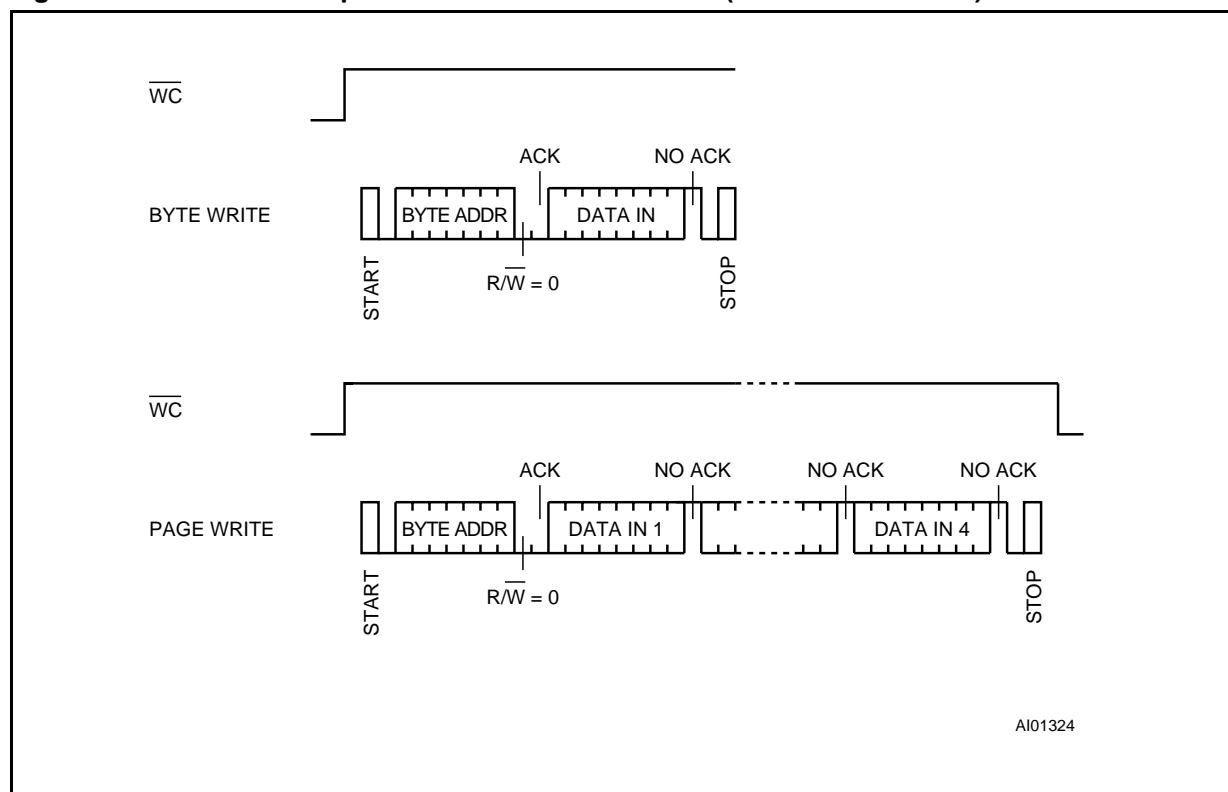 WC
ACK NO ACK
BYTE WRITE BYTE ADDR DATA IN
START R/W = 0 STOP
WC
ACK NO ACK NO ACK NO ACK
PAGE WRITE BYTE ADDR DATA IN 1 DATA IN 4
START R/W = 0 STOP
AI01324